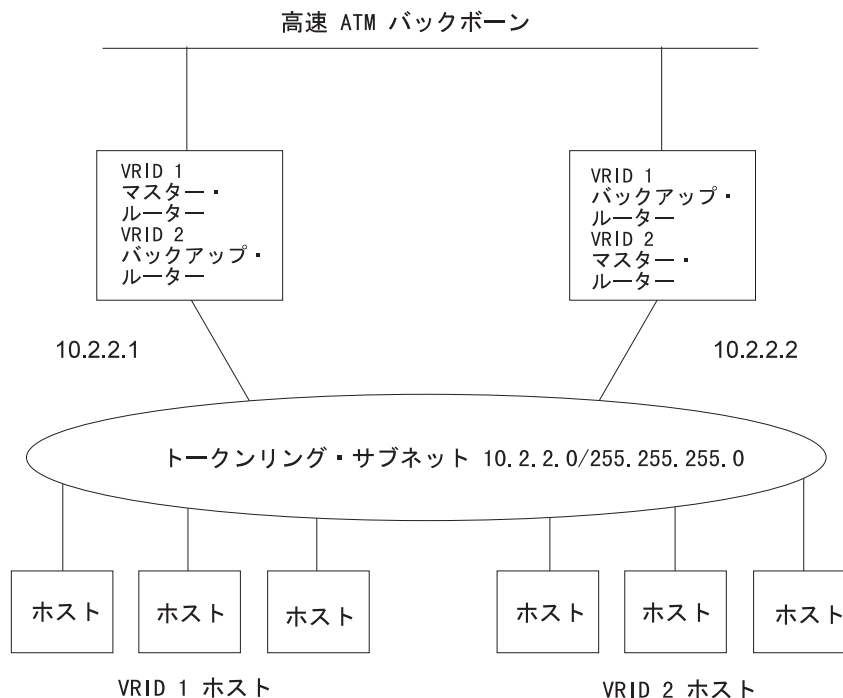 高速 ATM バックボーン
VRID 1
マスター・
ルーター
VRID 2
バックアップ・
ルーター
VRID 1
バックアップ・
ルーター
VRID 2
マスター・
ルーター
10.2.2.1
10.2.2.2
トークンリング・サブネット 10.2.2.0/255.255.255.0
ホスト
ホスト
ホスト
ホスト
ホスト
ホスト
VRID 1 ホスト
VRID 2 ホスト